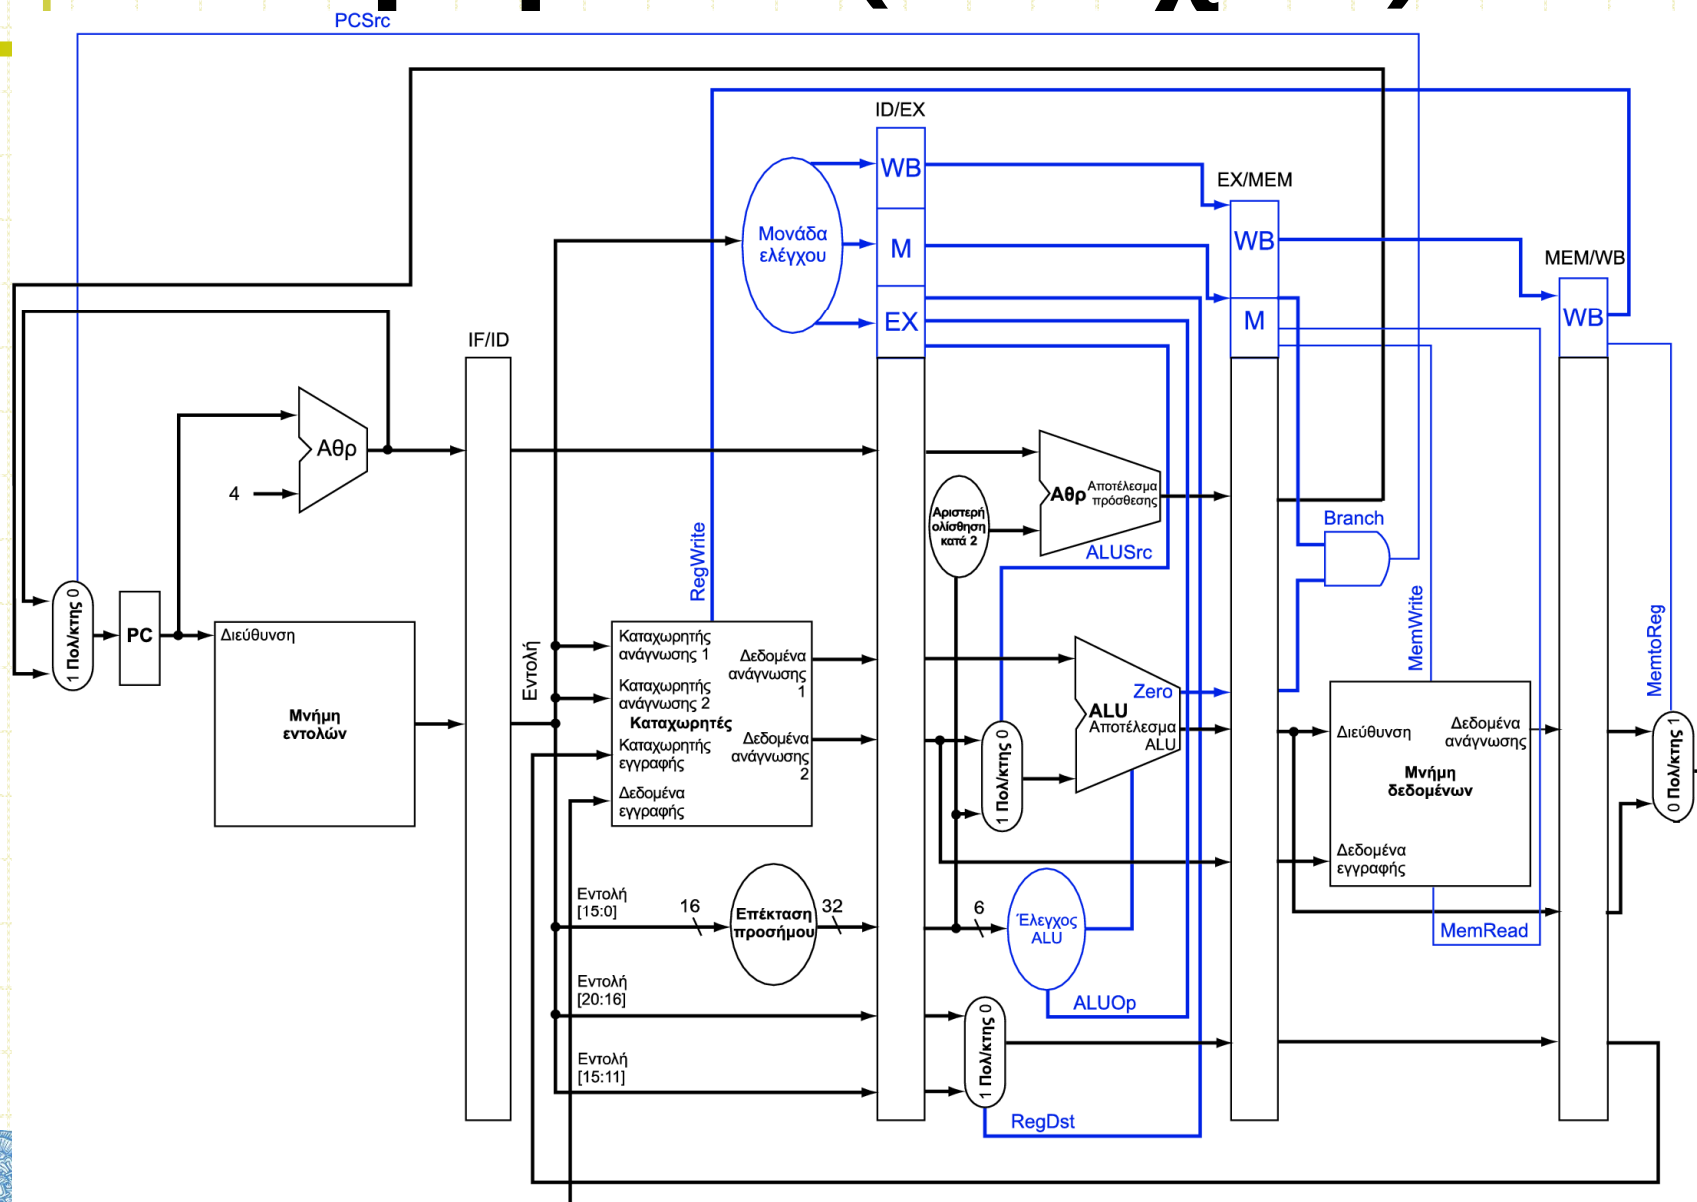 PCSrc
ID/EX
WB
EX/MEM
Μονάδα
ελέγχου
M
WB
MEM/WB
EX
M
WB
IF/ID
Αθρ
4
Αθρ
Αποτέλεσμα
πρόσθεσης
Αριστερή
ολίσθηση
κατά 2
Branch
ALUSrc
RegWrite
MemWrite
MemtoReg
1 Πολ/κτης 0
PC
Διεύθυνση
Μνήμη
εντολών
Εντολή
Καταχωρητής
ανάγνωσης 1
Καταχωρητής
ανάγνωσης 2
Καταχωρητές
Καταχωρητής
εγγραφής
Δεδομένα
εγγραφής
Δεδομένα
ανάγνωσης
1
Δεδομένα
ανάγνωσης
2
1 Πολ/κτης 0
Zero
ALU
Αποτέλεσμα
ALU
Διεύθυνση
Δεδομένα
ανάγνωσης
Μνήμη
δεδομένων
Δεδομένα
εγγραφής
0 Πολ/κτης 1
Εντολή
[15:0]
16
Επέκταση
προσήμου
32
6
Έλεγχος
ALU
MemRead
Εντολή
[20:16]
ALUOp
Εντολή
[15:11]
1 Πολ/κτης 0
RegDst